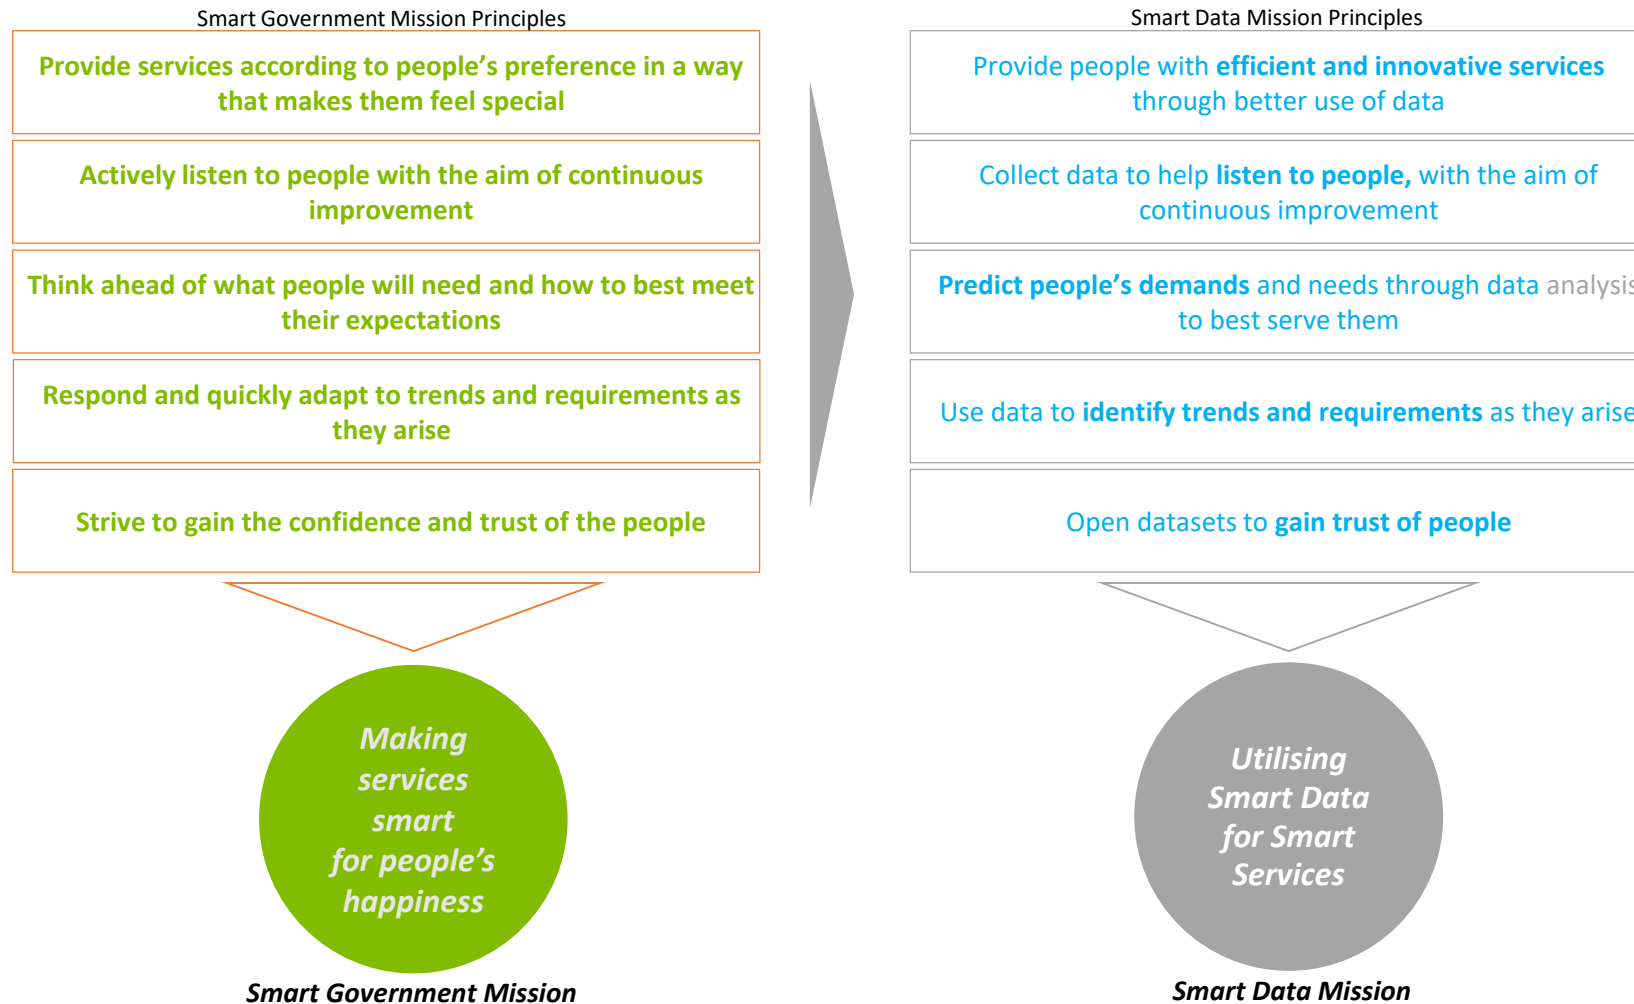 Smart Government Mission Principles
Provide services according to people’s preference in a way
that makes them feel special
Actively listen to people with the aim of continuous
improvement
Think ahead of what people will need and how to best meet
their expectations
Respond and quickly adapt to trends and requirements as
they arise
Strive to gain the confidence and trust of the people
Making
services
smart
for people’s
happiness
Smart Government Mission
Smart Data Mission Principles
Provide people with efficient and innovative services
through better use of data
Collect data to help listen to people, with the aim of
continuous improvement
Predict people’s demands and needs through data analysis
to best serve them
Use data to identify trends and requirements as they arise
Open datasets to gain trust of people
Utilising
Smart Data
for Smart
Services
Smart Data Mission